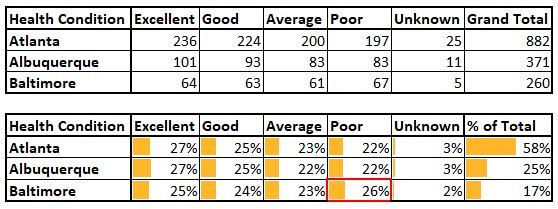 Health Condition Excellent Good Average Poor Unknown Grand Total
Atlanta 236 224 200 197 25 882
Albuquerque 101 93 83 83 11 371
Baltimore 64 63 61 67 5 260
Health Condition Excellent Good Average Poor Unknown % of Total
Atlanta 27% 25% 23% 22% 3% 58%
Albuquerque 27% 25% 22% 22% 3% 25%
Baltimore 25% 24% 23% 26% 2% 17%